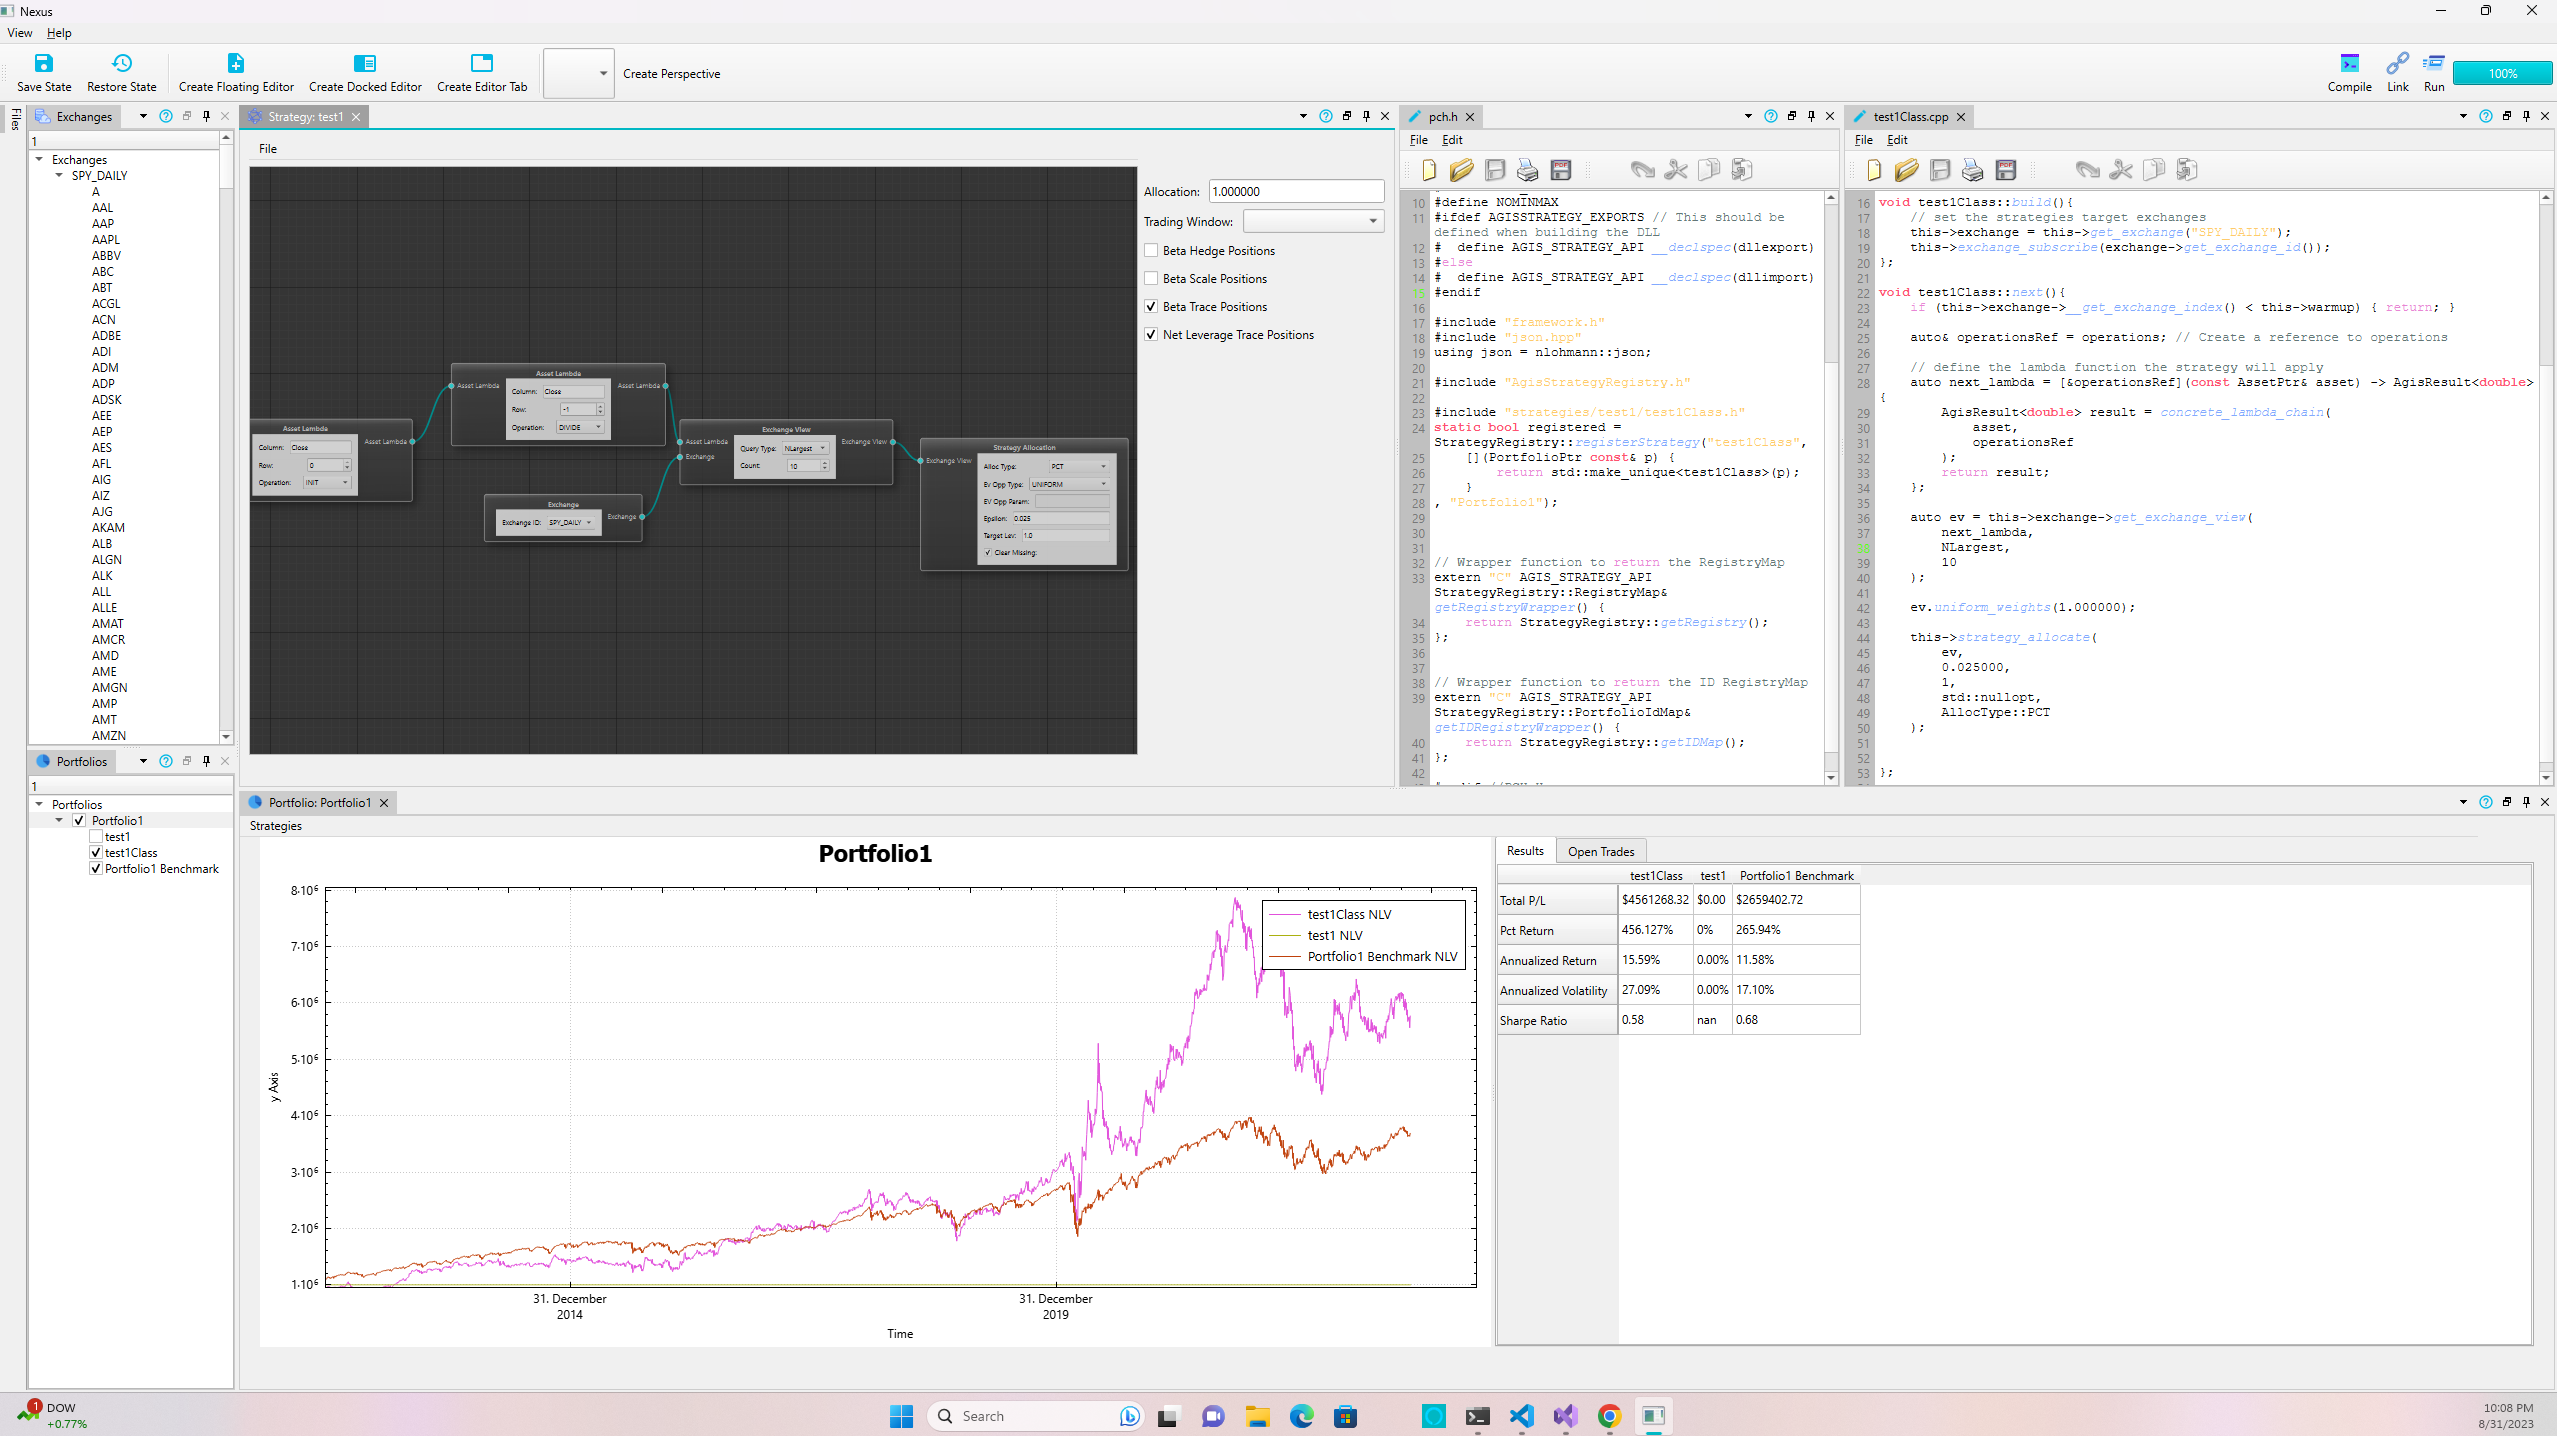 Nexus
View Help
Save State Restore State Create Floating Editor Create Docked Editor Create Editor Tab Create Perspective
Compile Link Run 100%
Files
Exchanges
1
Exchanges
SPY_DAILY
A
AAL
AAP
AAPL
ABBV
ABC
ABT
ACGL
ACN
ADBE
ADI
ADM
ADP
ADSK
AEE
AEP
AES
AFL
AIG
AIZ
AJG
AKAM
ALB
ALGN
ALK
ALL
ALLE
AMAT
AMCR
AMD
AME
AMGN
AMP
AMT
AMZN
Portfolios
1
Portfolios
Portfolio1
test1
test1Class
Portfolio1 Benchmark
Strategy: test1
File
Asset Lambda
Column: Close
Row: 0
Operation: INIT
Asset Lambda
Asset Lambda
Asset Lambda
Column: Close
Row: -1
Operation: DIVIDE
Asset Lambda
Exchange
Exchange ID: SPY_DAILY
Exchange
Exchange View
Asset Lambda
Exchange
Query Type: NLargest
Count: 10
Exchange View
Strategy Allocation
Exchange View
Alloc Type: PCT
Ev Opp Type: UNIFORM
EV Opp Param:
Epsilon: 0.025
Target Lev: 1.0
Clear Missing:
Allocation: 1.000000
Trading Window:
Beta Hedge Positions
Beta Scale Positions
Beta Trace Positions
Net Leverage Trace Positions
pch.h
File Edit
10 #define NOMINMAX
11 #ifdef AGISSTRATEGY_EXPORTS // This should be
defined when building the DLL
12 #  define AGIS_STRATEGY_API __declspec(dllexport)
13 #else
14 #  define AGIS_STRATEGY_API __declspec(dllimport)
15 #endif
16
17 #include "framework.h"
18 #include "json.hpp"
19 using json = nlohmann::json;
20
21 #include "AgisStrategyRegistry.h"
22
23 #include "strategies/test1/test1Class.h"
24 static bool registered =
StrategyRegistry::registerStrategy("test1Class",
25     [](PortfolioPtr const& p) {
26         return std::make_unique<test1Class>(p);
27     }
28 , "Portfolio1");
29
30
31
32 // Wrapper function to return the RegistryMap
33 extern "C" AGIS_STRATEGY_API
StrategyRegistry::RegistryMap&
getRegistryWrapper() {
34     return StrategyRegistry::getRegistry();
35 };
36
37
38 // Wrapper function to return the ID RegistryMap
39 extern "C" AGIS_STRATEGY_API
StrategyRegistry::PortfolioIdMap&
getIDRegistryWrapper() {
40     return StrategyRegistry::getIDMap();
41 };
42
test1Class.cpp
File Edit
16 void test1Class::build(){
17     // set the strategies target exchanges
18     this->exchange = this->get_exchange("SPY_DAILY");
19     this->exchange_subscribe(exchange->get_exchange_id());
20 };
21
22 void test1Class::next(){
23     if (this->exchange->__get_exchange_index() < this->warmup) { return; }
24
25     auto& operationsRef = operations; // Create a reference to operations
26
27     // define the lambda function the strategy will apply
28     auto next_lambda = [&operationsRef](const AssetPtr& asset) -> AgisResult<double>
{
29         AgisResult<double> result = concrete_lambda_chain(
30             asset,
31             operationsRef
32         );
33         return result;
34     };
35
36     auto ev = this->exchange->get_exchange_view(
37         next_lambda,
38         NLargest,
39         10
40     );
41
42     ev.uniform_weights(1.000000);
43
44     this->strategy_allocate(
45         ev,
46         0.025000,
47         1,
48         std::nullopt,
49         AllocType::PCT
50     );
51
52
53 };
Portfolio: Portfolio1
Strategies
Portfolio1
8·10⁶
7·10⁶
6·10⁶
5·10⁶
4·10⁶
3·10⁶
2·10⁶
1·10⁶
y Axis
31. December
2014
31. December
2019
Time
test1Class NLV
test1 NLV
Portfolio1 Benchmark NLV
Results Open Trades
test1Class test1 Portfolio1 Benchmark
Total P/L $4561268.32 $0.00 $2659402.72
Pct Return 456.127% 0% 265.94%
Annualized Return 15.59% 0.00% 11.58%
Annualized Volatility 27.09% 0.00% 17.10%
Sharpe Ratio 0.58 nan 0.68
1
DOW
+0.77%
Search
10:08 PM
8/31/2023